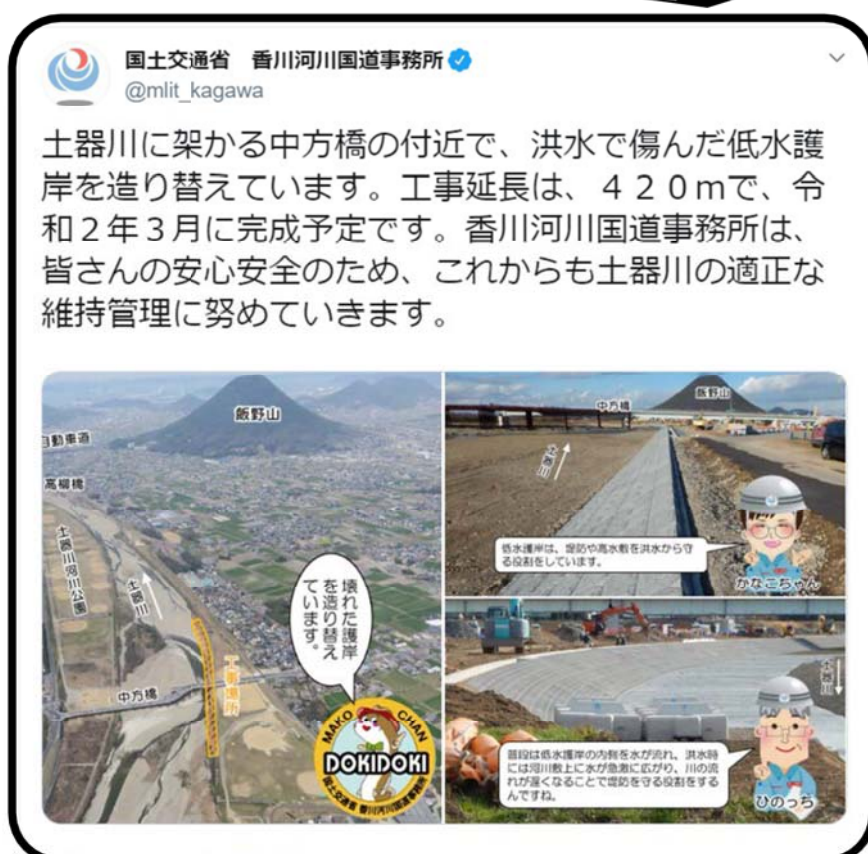 国土交通省 香川河川国道事務所
@mlit_kagawa
土器川に架かる中方橋の付近で、洪水で傷んだ低水護
岸を造り替えています。工事延長は、４２０ｍで、令
和２年３月に完成予定です。香川河川国道事務所は、
皆さんの安心安全のため、これからも土器川の適正な
維持管理に努めていきます。
飯野山
自動車道
高柳橋
土器川河川公園
土器川
中方橋
工事場所
壊れた護岸
を造り替え
ています。
MAKO CHAN
DOKIDOKI
国土交通省 香川河川国道事務所
飯野山
中方橋
土器川
低水護岸は、堤防や高水敷を洪水から守
る役割をしています。
かなこちゃん
土器川
普段は低水護岸の内側を水が流れ、洪水時
には河川敷上に水が急激に広がり、川の流
れが遅くなることで堤防を守る役割をする
んですね。
ひのっち